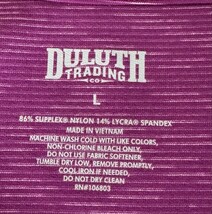 DULUTH
TRADING
CO
L
86% SUPPLEX® NYLON 14% LYCRA® SPANDEX
MADE IN VIETNAM
MACHINE WASH COLD WITH LIKE COLORS,
NON-CHLORINE BLEACH ONLY,
DO NOT USE FABRIC SOFTENER,
TUMBLE DRY LOW, REMOVE PROMPTLY,
COOL IRON IF NEEDED,
DO NOT DRY CLEAN
RN#106803